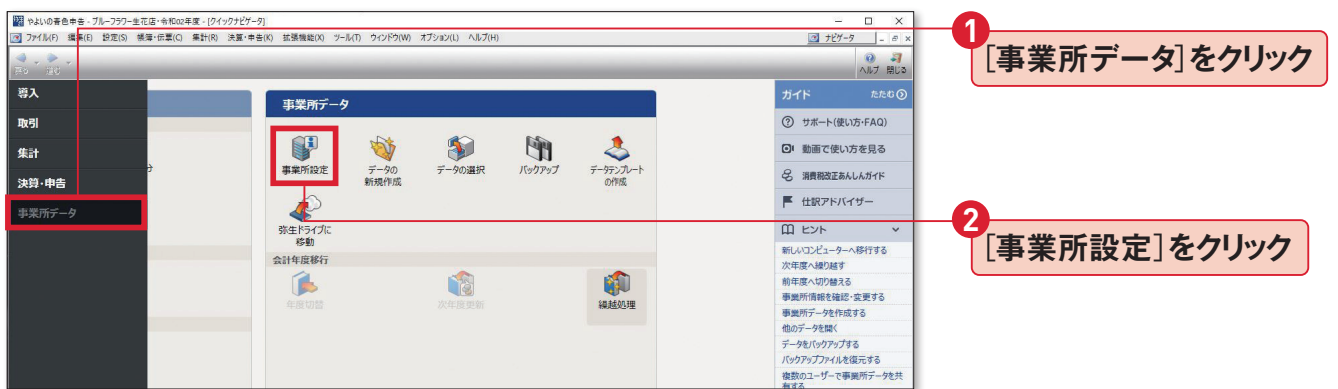 やよいの青色申告 - ブルーフラワー生花店・令和02年度 - [クイックナビゲータ]
ファイル(F) 編集(E) 設定(S) 帳簿・伝票(C) 集計(R) 決算・申告(K) 拡張機能(X) ツール(T) ウィンドウ(W) オプション(L) ヘルプ(H) ナビゲータ
戻る 進む ヘルプ 閉じる
導入
取引
集計
決算・申告
事業所データ
分
事業所データ
事業所設定
データの
新規作成
データの選択
バックアップ
データテンプレート
の作成
弥生ドライブに
移動
会計年度移行
年度切替
次年度更新
繰越処理
ガイド たたむ
サポート(使い方・FAQ)
動画で使い方を見る
消費税改正あんしんガイド
仕訳アドバイザー
ヒント
新しいコンピューターへ移行する
次年度へ繰り越す
前年度へ切り替える
事業所情報を確認・変更する
事業所データを作成する
他のデータを開く
データをバックアップする
バックアップファイルを復元する
複数のユーザーで事業所データを共
有する
1
[事業所データ]をクリック
2
[事業所設定]をクリック